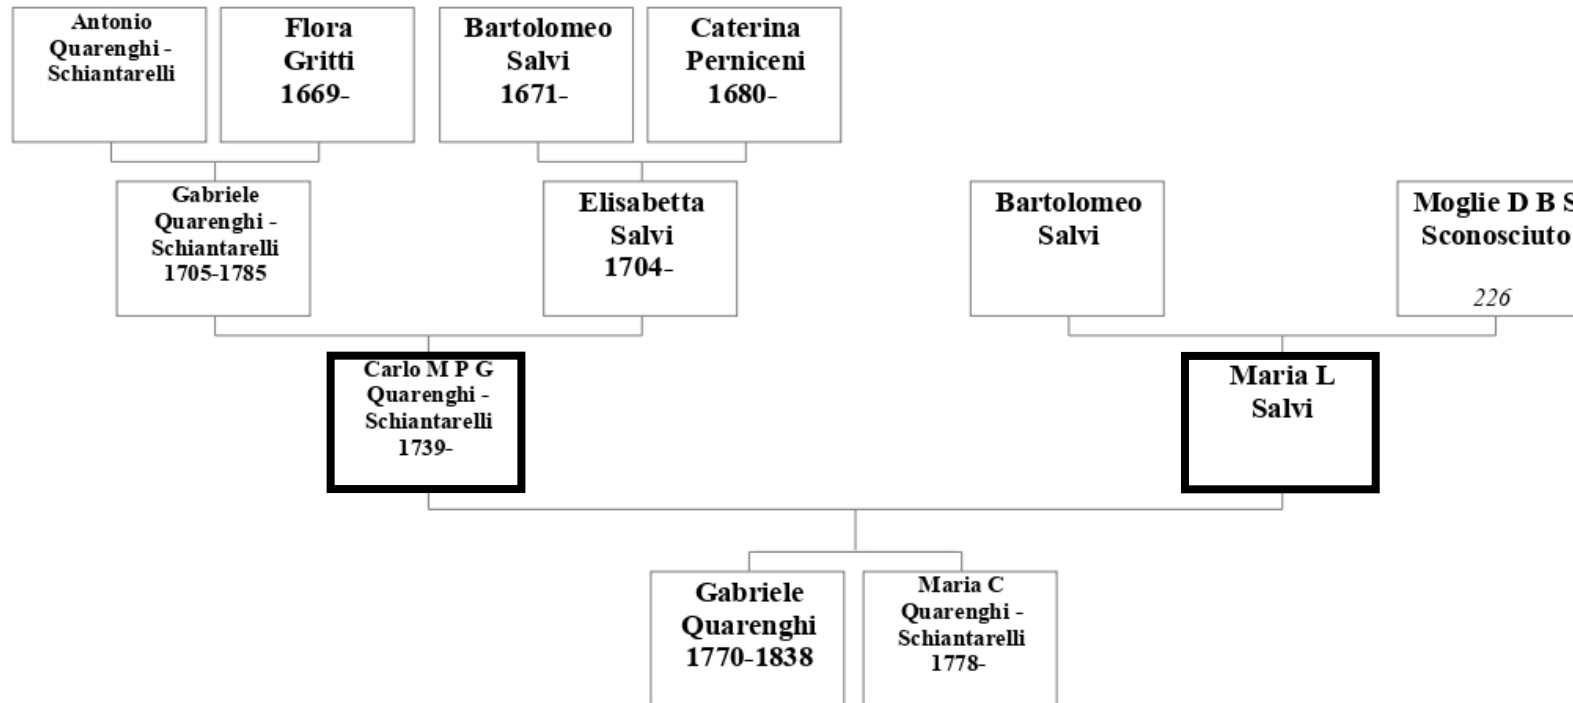 Antonio
Quarenghi -
Schiantarelli
Flora
Gritti
1669-
Bartolomeo
Salvi
1671-
Caterina
Perniceni
1680-
Gabriele
Quarenghi -
Schiantarelli
1705-1785
Elisabetta
Salvi
1704-
Bartolomeo
Salvi
Moglie D B S
Sconosciuto
226
Carlo M P G
Quarenghi -
Schiantarelli
1739-
Maria L
Salvi
Gabriele
Quarenghi
1770-1838
Maria C
Quarenghi -
Schiantarelli
1778-